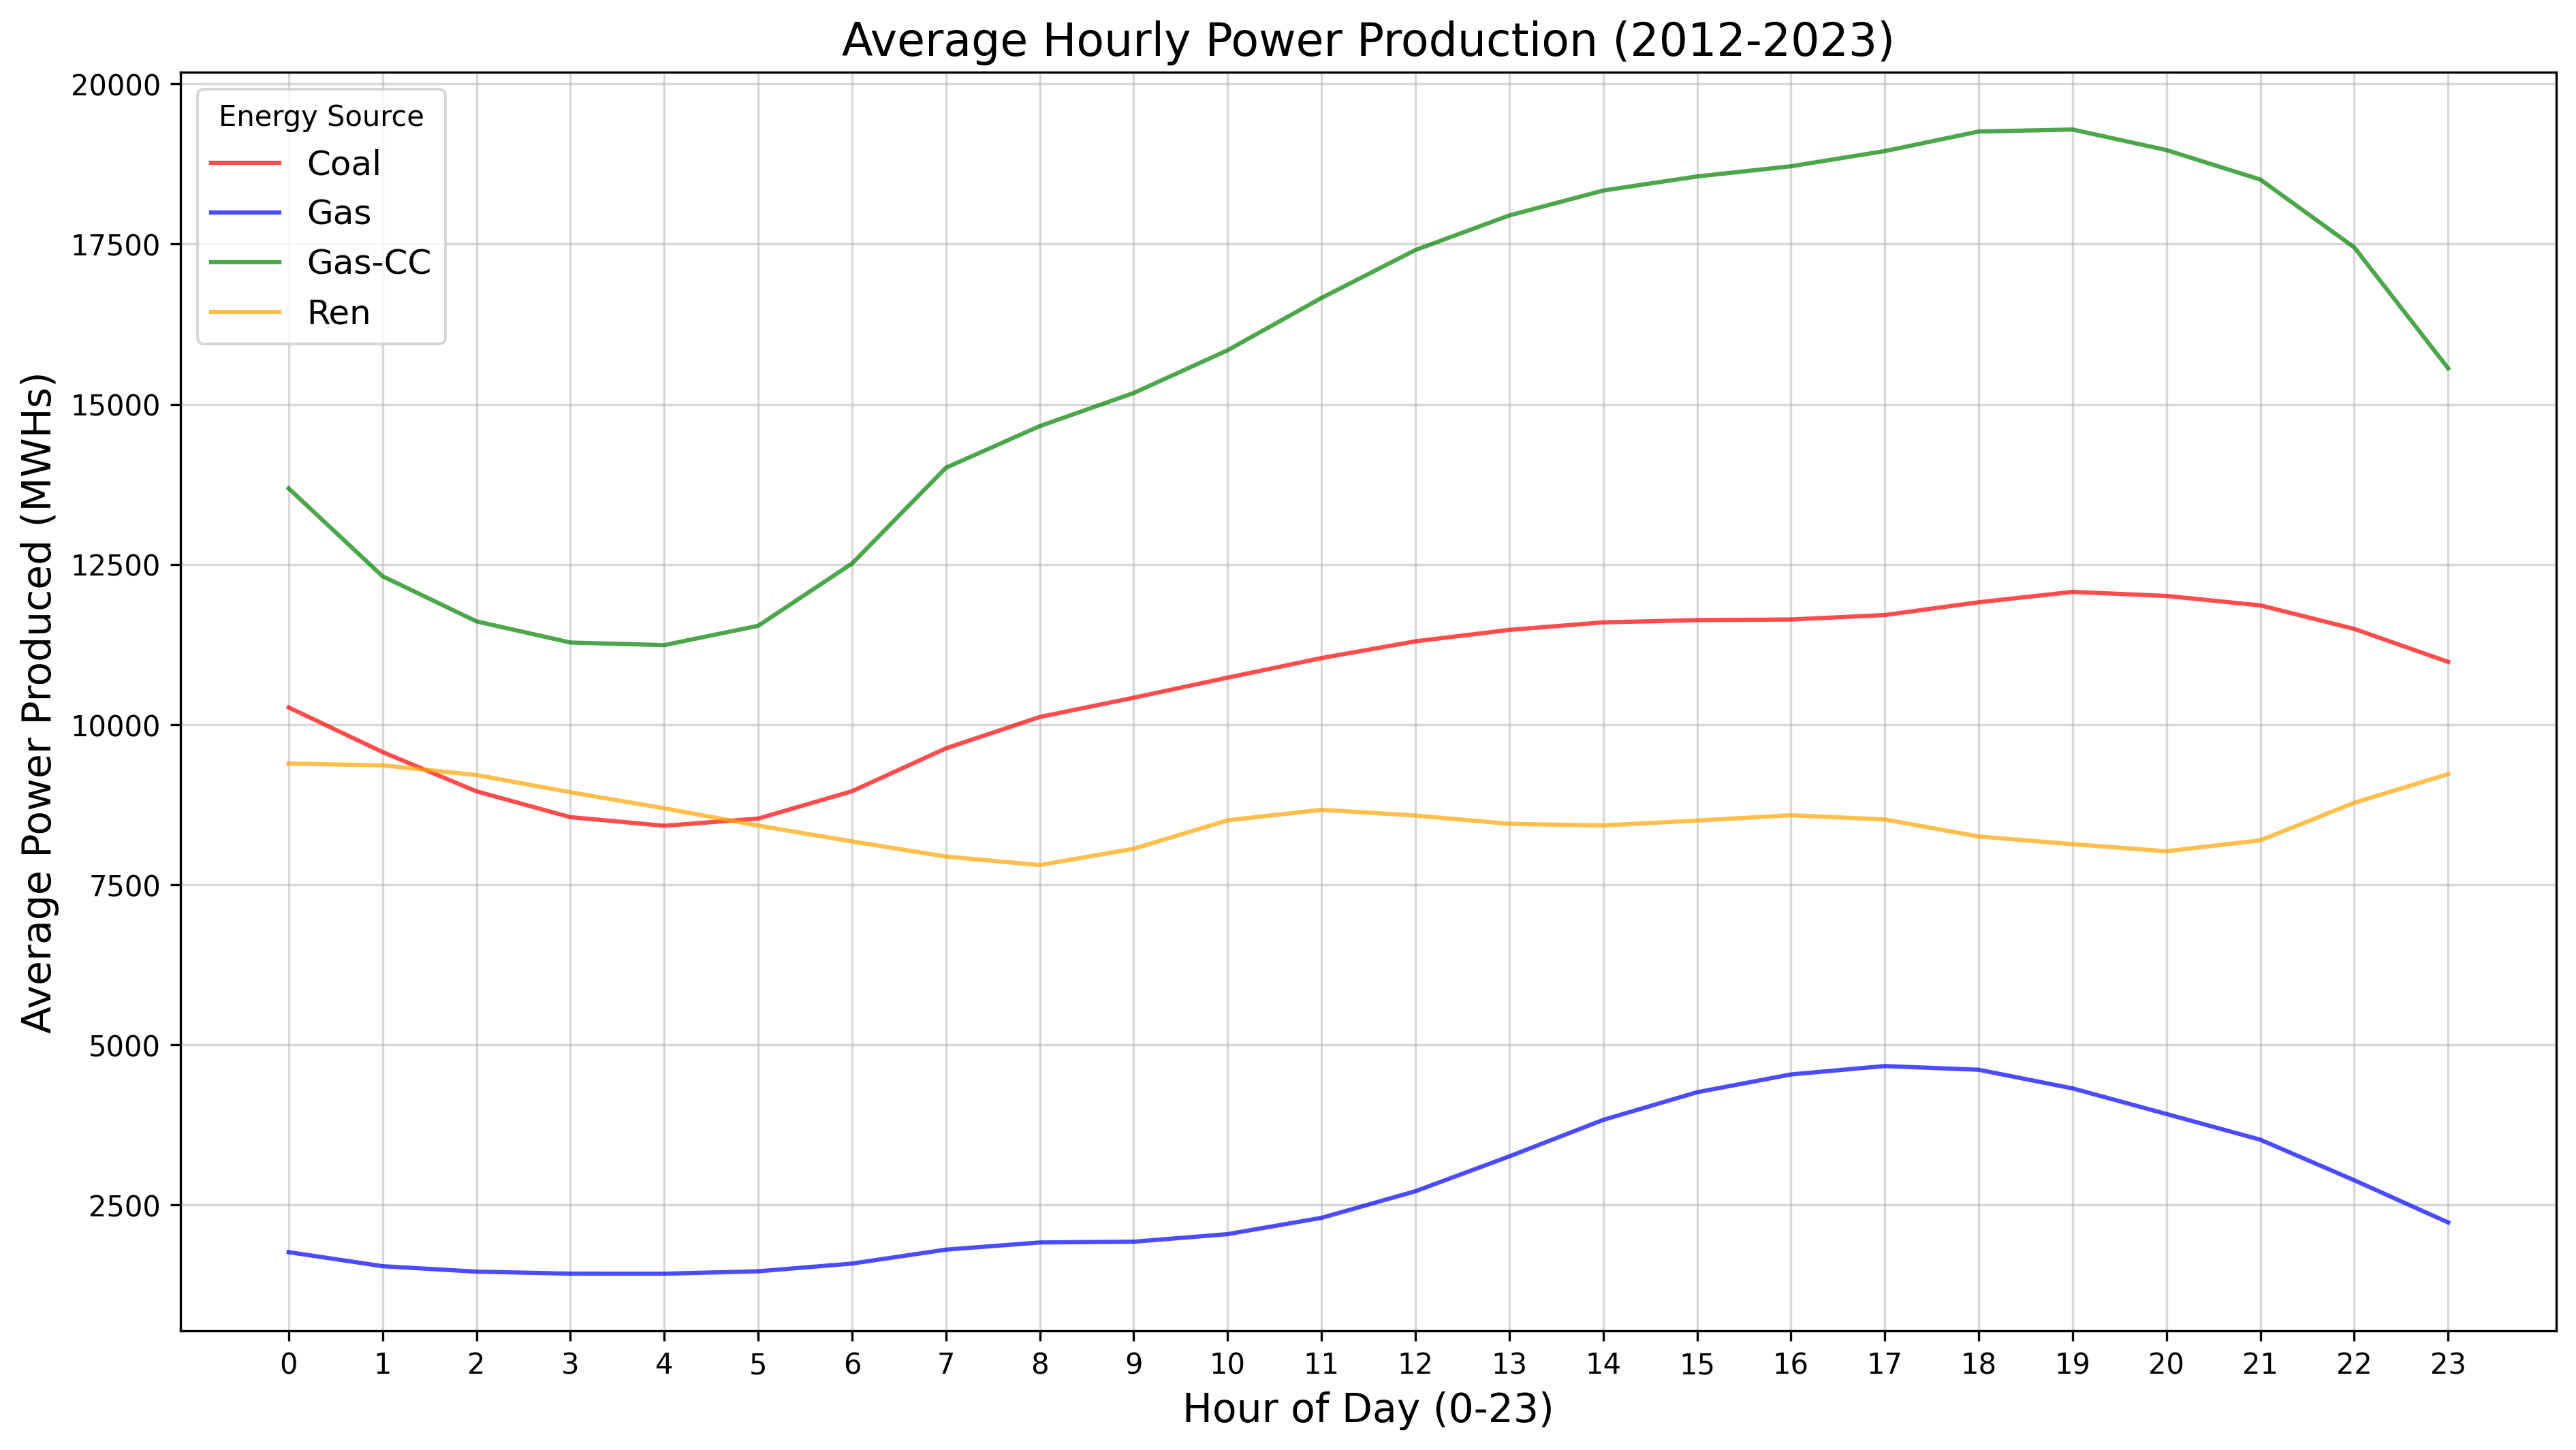 Average Hourly Power Production (2012-2023)
Energy Source
Coal
Gas
Gas-CC
Ren
Average Power Produced (MWHs)
20000
17500
15000
12500
10000
7500
5000
2500
0 1 2 3 4 5 6 7 8 9 10 11 12 13 14 15 16 17 18 19 20 21 22 23
Hour of Day (0-23)